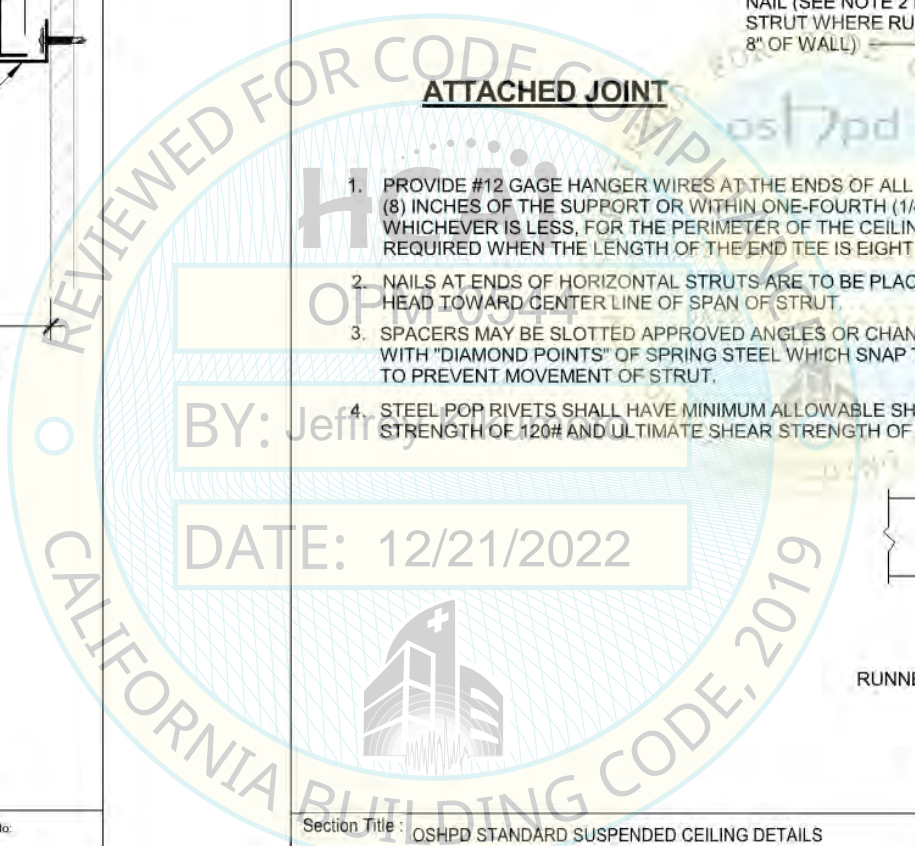 NAIL (SEE NOTE 2
STRUT WHERE RU
8" OF WALL)
ATTACHED JOINT
oshpd
1. PROVIDE #12 GAGE HANGER WIRES AT THE ENDS OF ALL
(8) INCHES OF THE SUPPORT OR WITHIN ONE-FOURTH (1/4
WHICHEVER IS LESS, FOR THE PERIMETER OF THE CEILIN
REQUIRED WHEN THE LENGTH OF THE END TEE IS EIGHT
2. NAILS AT ENDS OF HORIZONTAL STRUTS ARE TO BE PLAC
HEAD TOWARD CENTER LINE OF SPAN OF STRUT.
3. SPACERS MAY BE SLOTTED APPROVED ANGLES OR CHAN
WITH "DIAMOND POINTS" OF SPRING STEEL WHICH SNAP T
TO PREVENT MOVEMENT OF STRUT.
4. STEEL POP RIVETS SHALL HAVE MINIMUM ALLOWABLE SH
STRENGTH OF 120# AND ULTIMATE SHEAR STRENGTH OF
REVIEWED FOR CODE COMPLIANCE
HCAi
OPM-0544
BY: Jeffrey
DATE: 12/21/2022
CALIFORNIA BUILDING CODE, 2019
RUNNE
lo:
Section Title : OSHPD STANDARD SUSPENDED CEILING DETAILS